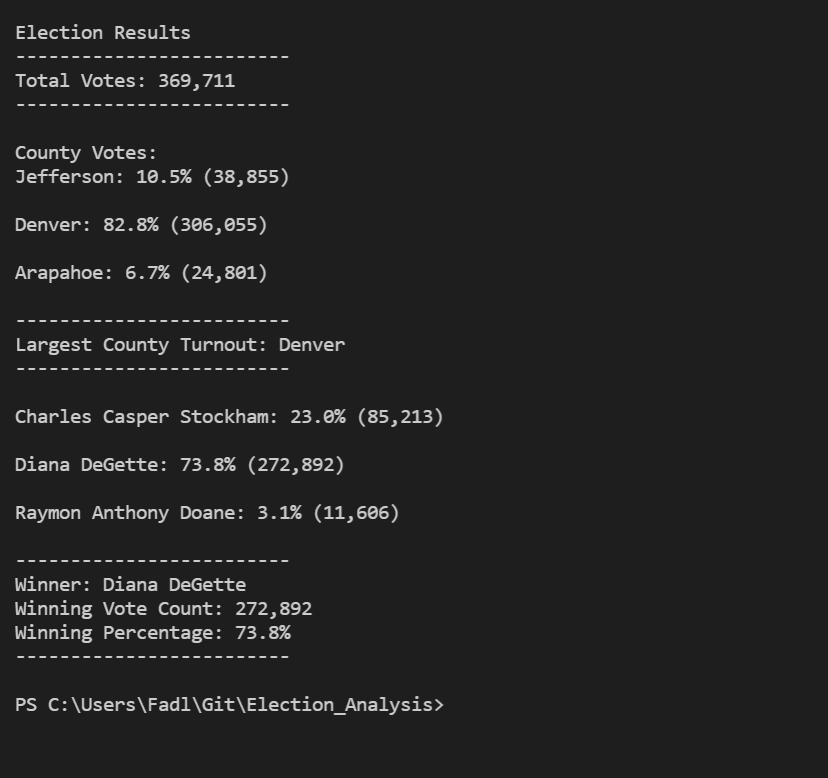 Election Results
-------------------------
Total Votes: 369,711
-------------------------
County Votes:
Jefferson: 10.5% (38,855)
Denver: 82.8% (306,055)
Arapahoe: 6.7% (24,801)
-------------------------
Largest County Turnout: Denver
-------------------------
Charles Casper Stockham: 23.0% (85,213)
Diana DeGette: 73.8% (272,892)
Raymon Anthony Doane: 3.1% (11,606)
-------------------------
Winner: Diana DeGette
Winning Vote Count: 272,892
Winning Percentage: 73.8%
-------------------------
PS C:\Users\Fadl\Git\Election_Analysis>